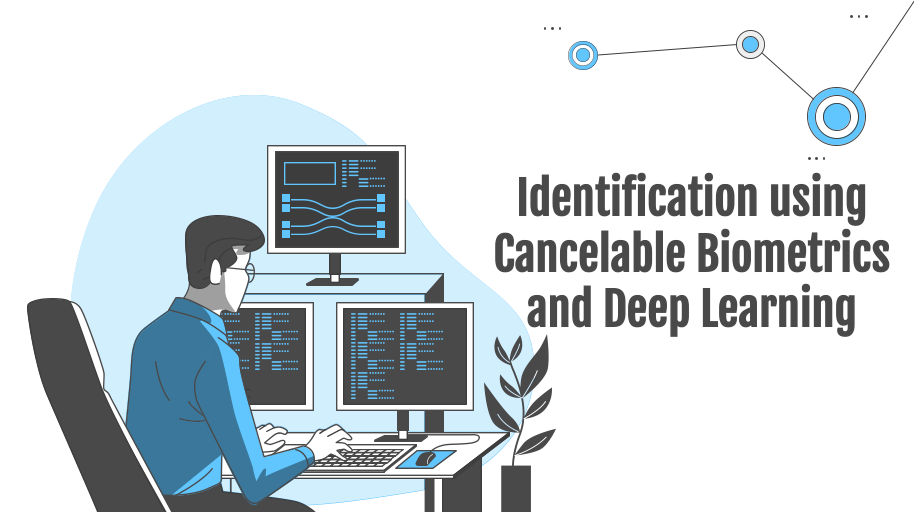 Identification using
Cancelable Biometrics
and Deep Learning